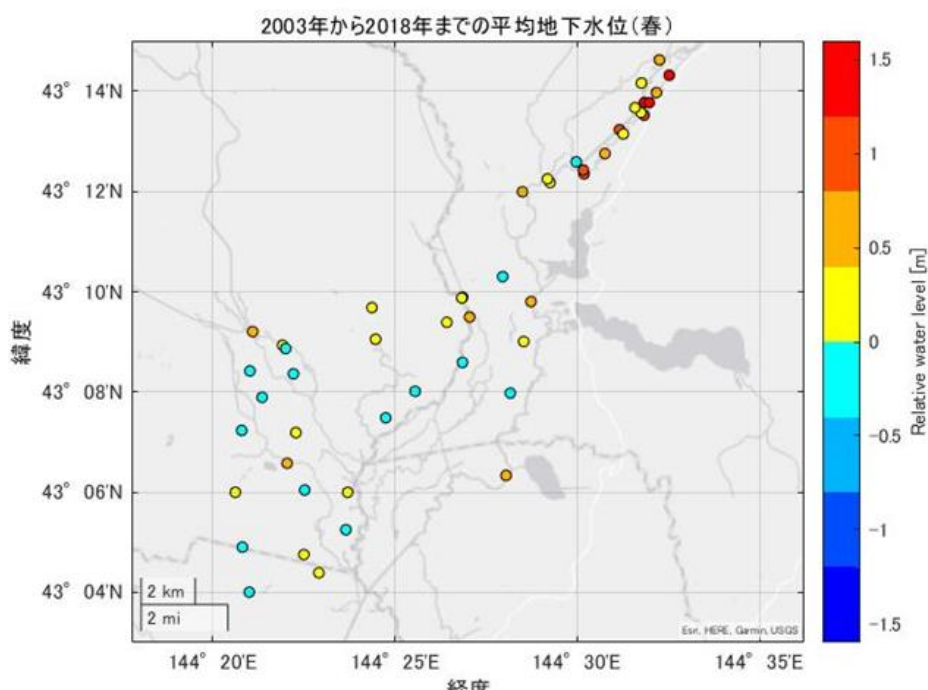 2003年から2018年までの平均地下水位（春）
43° 14'N
43° 12'N
43° 10'N
43° 08'N
43° 06'N
43° 04'N
緯度
2 km
2 mi
Esri, HERE, Garmin, USGS
144° 20'E
144° 25'E
144° 30'E
144° 35'E
経度
1.5
1
0.5
0
-0.5
-1
-1.5
Relative water level [m]